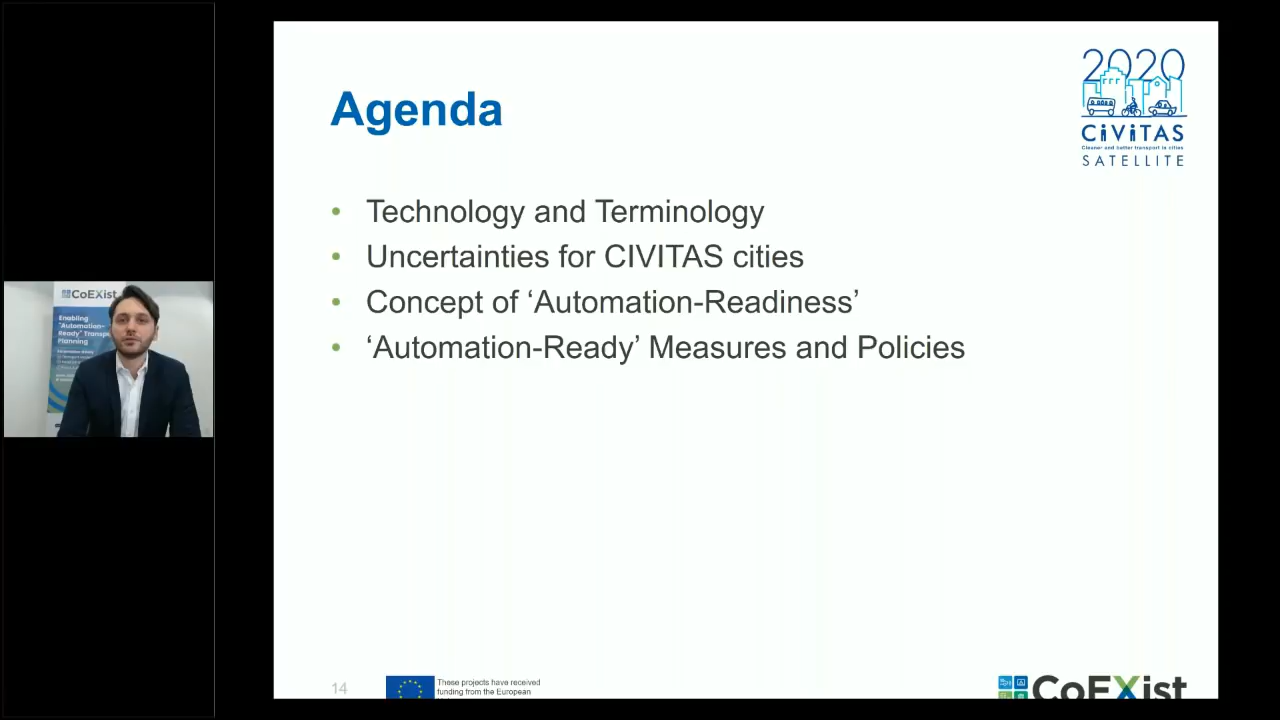 CoEXist
Enabling
"Automation-
Planning
Agenda
2020
CiViTAS
Cleaner and better transport in cities
SATELLITE
• Technology and Terminology
• Uncertainties for CIVITAS cities
• Concept of ‘Automation-Readiness’
• ‘Automation-Ready’ Measures and Policies
14
These projects have received
funding from the European
CoEXist